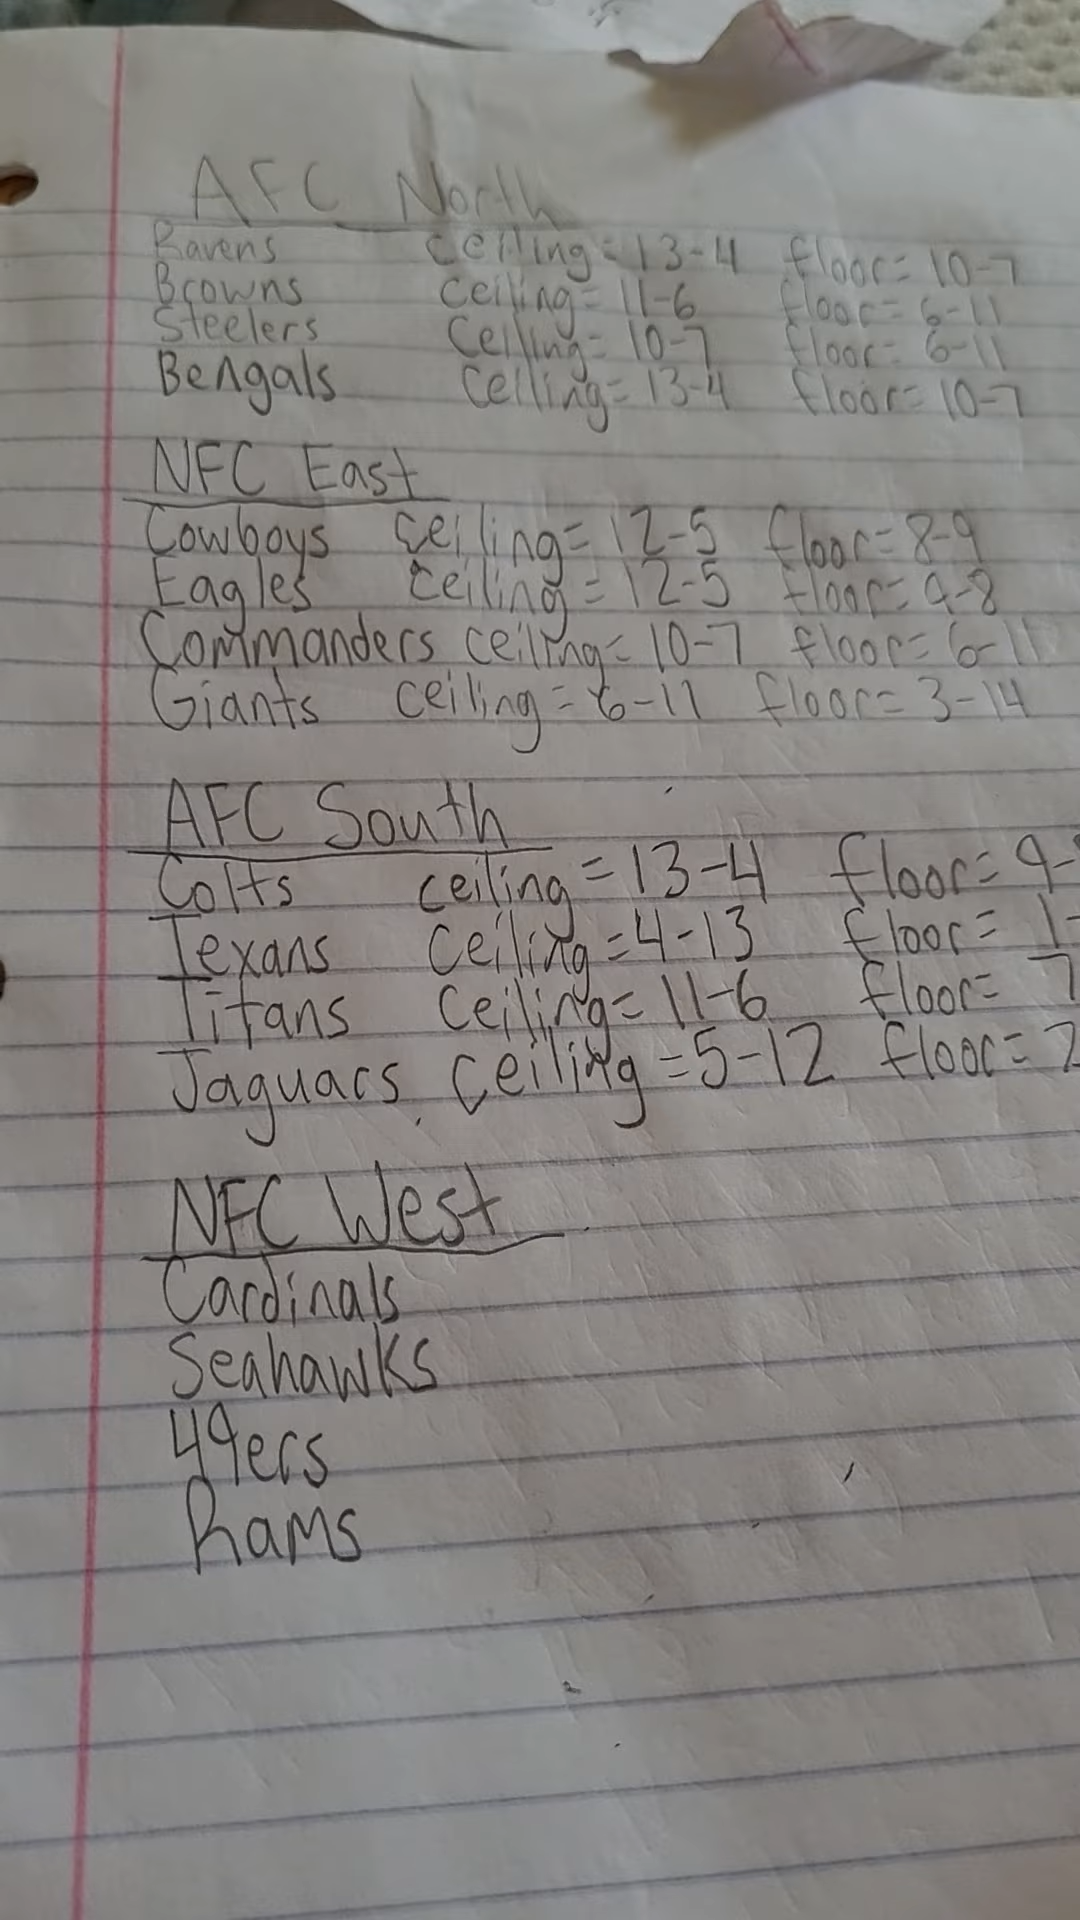 AFC North
Ravens ceiling= 13-4 floor= 10-7
Browns ceiling= 11-6 floor= 6-11
Steelers ceiling= 10-7 floor= 6-11
Bengals ceiling= 13-4 floor= 10-7
NFC East
Cowboys ceiling= 12-5 floor= 8-9
Eagles ceiling= 12-5 floor= 9-8
Commanders ceiling= 10-7 floor= 6-11
Giants ceiling= 6-11 floor= 3-14
AFC South
Colts ceiling= 13-4 floor= 9-
Texans ceiling= 4-13 floor= 1-
Titans ceiling= 11-6 floor= 7
Jaguars ceiling= 5-12 floor= 2
NFC West
Cardinals
Seahawks
49ers
Rams